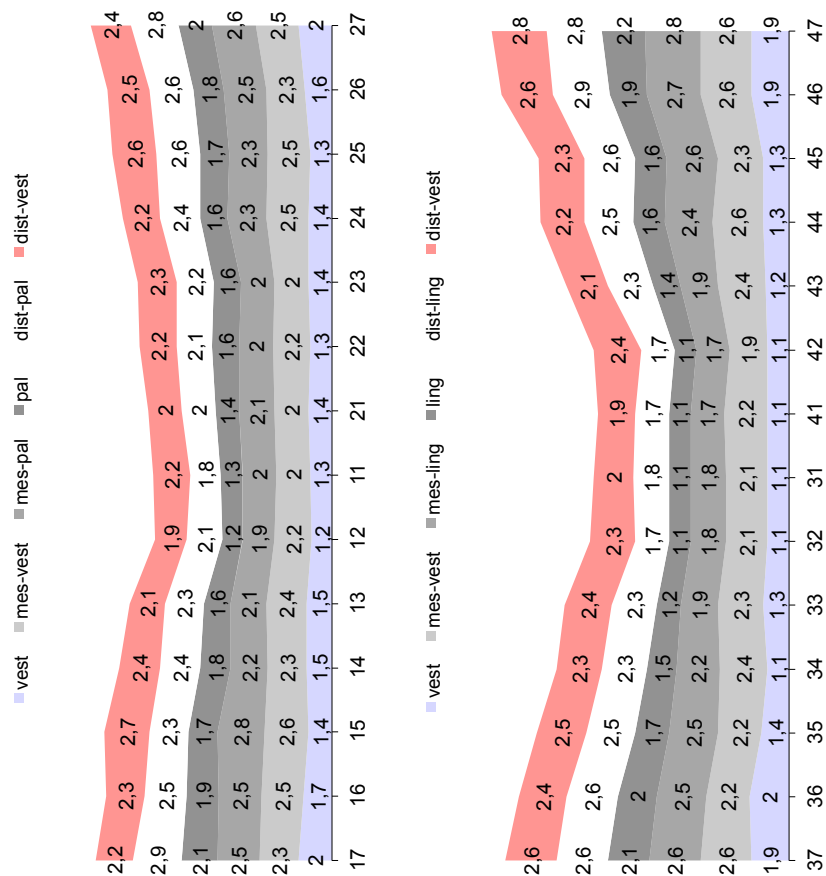 vest mes-vest mes-pal pal dist-pal dist-vest
2,2 2,3 2,7 2,4 2,1 1,9 2,2 2 2,2 2,3 2,2 2,6 2,5 2,4
2,9 2,5 2,3 2,4 2,3 2,1 1,8 2 2,1 2,2 2,4 2,6 2,6 2,8
2,1 1,9 1,7 1,8 1,6 1,2 1,3 1,4 1,6 1,6 1,6 1,7 1,8 2
2,5 2,5 2,8 2,2 2,1 1,9 2 2,1 2 2 2,3 2,3 2,5 2,6
2,3 2,5 2,6 2,3 2,4 2,2 2 2 2,2 2 2,5 2,5 2,3 2,5
2 1,7 1,4 1,5 1,5 1,2 1,3 1,4 1,3 1,4 1,4 1,3 1,6 2
17 16 15 14 13 12 11 21 22 23 24 25 26 27
vest mes-vest mes-ling ling dist-ling dist-vest
2,6 2,4 2,5 2,3 2,4 2,3 2 1,9 2,4 2,1 2,2 2,3 2,6 2,8
2,6 2,6 2,5 2,3 2,3 1,7 1,8 1,7 1,7 2,3 2,5 2,6 2,9 2,8
2,1 2 1,7 1,5 1,2 1,1 1,1 1,1 1,1 1,4 1,6 1,6 1,9 2,2
2,6 2,5 2,5 2,2 1,9 1,8 1,8 1,7 1,7 1,9 2,4 2,6 2,7 2,8
2,6 2,2 2,2 2,4 2,3 2,1 2,1 2,2 1,9 2,4 2,6 2,3 2,6 2,6
1,9 2 1,4 1,1 1,3 1,1 1,1 1,1 1,1 1,2 1,3 1,3 1,9 1,9
37 36 35 34 33 32 31 41 42 43 44 45 46 47